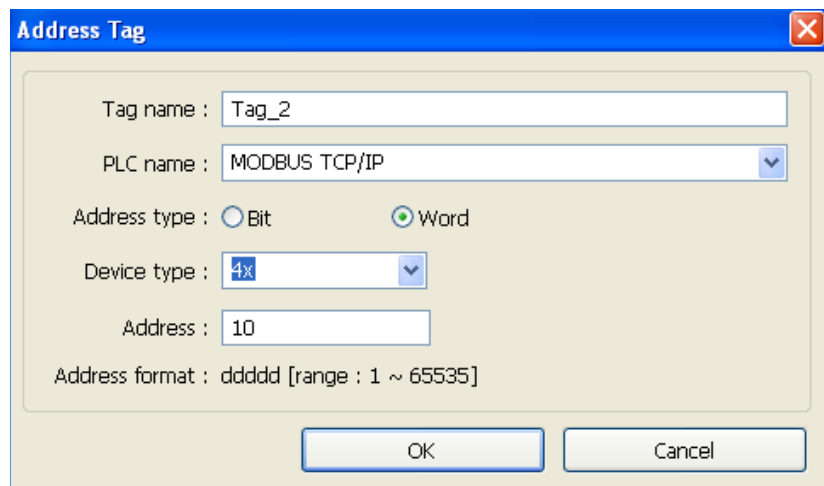 Address Tag
Tag name : Tag_2
PLC name : MODBUS TCP/IP
Address type : Bit Word
Device type : 4x
Address : 10
Address format : ddddd [range : 1 ~ 65535]
OK Cancel